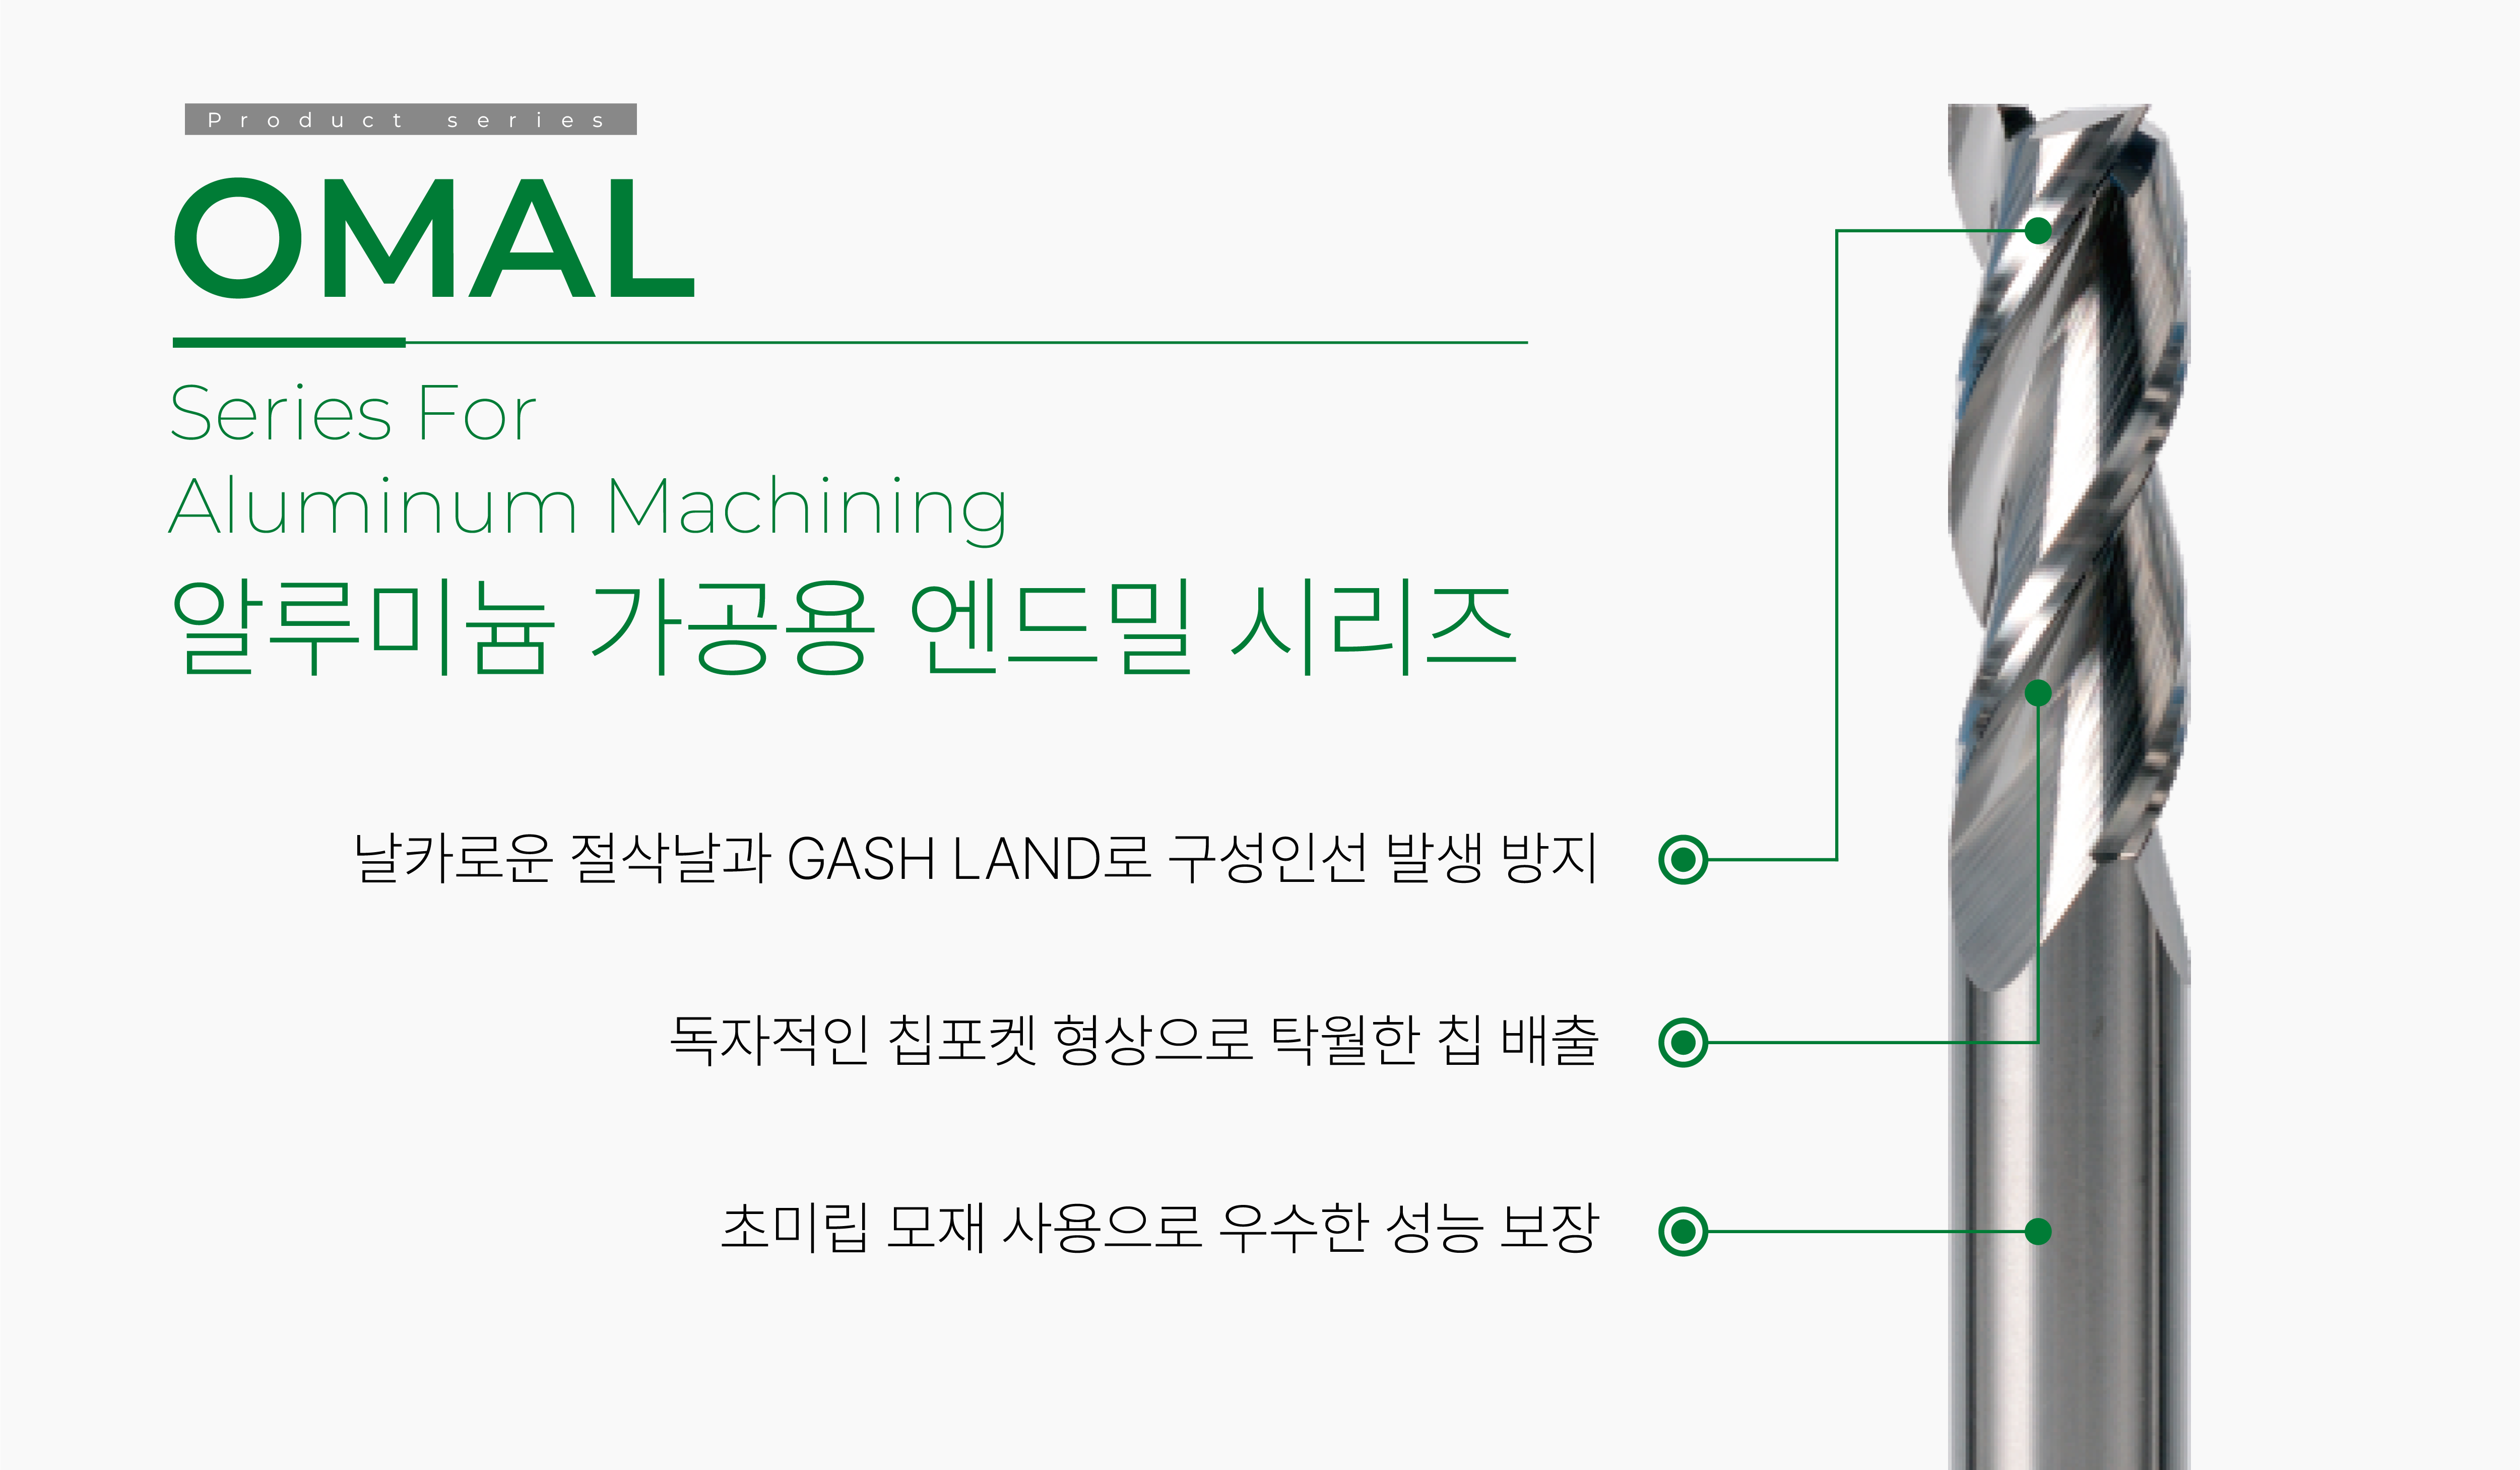 Product series
OMAL
Series For
Aluminum Machining
알루미늄 가공용 엔드밀 시리즈
날카로운 절삭날과 GASH LAND로 구성인선 발생 방지
독자적인 칩포켓 형상으로 탁월한 칩 배출
초미립 모재 사용으로 우수한 성능 보장